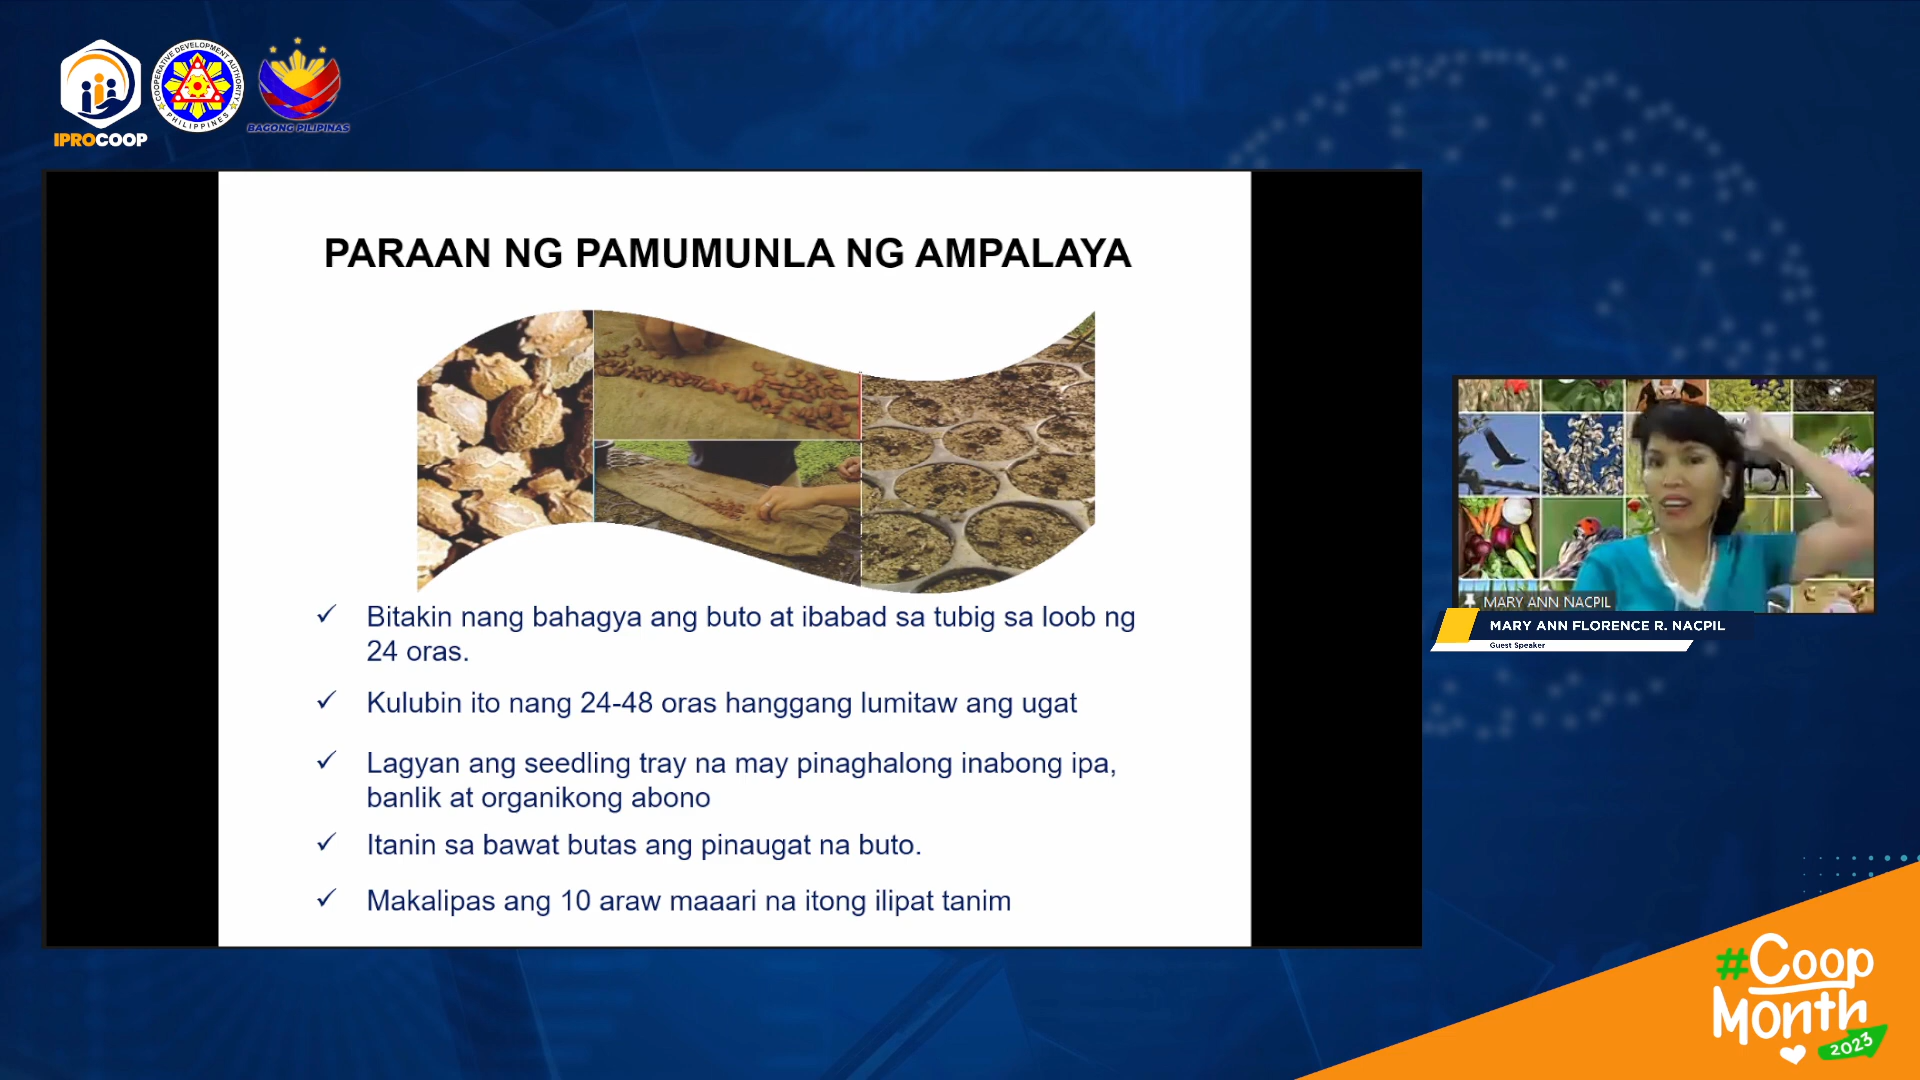 IPROCOOP
COOPERATIVE DEVELOPMENT AUTHORITY
PHILIPPINES
BAGONG PILIPINAS
PARAAN NG PAMUMUNLA NG AMPALAYA
✓ Bitakin nang bahagya ang buto at ibabad sa tubig sa loob ng
24 oras.
✓ Kulubin ito nang 24-48 oras hanggang lumitaw ang ugat
✓ Lagyan ang seedling tray na may pinaghalong inabong ipa,
banlik at organikong abono
✓ Itanin sa bawat butas ang pinaugat na buto.
✓ Makalipas ang 10 araw maaari na itong ilipat tanim
MARY ANN NACPIL
MARY ANN FLORENCE R. NACPIL
Guest Speaker
#Coop
Month
2023